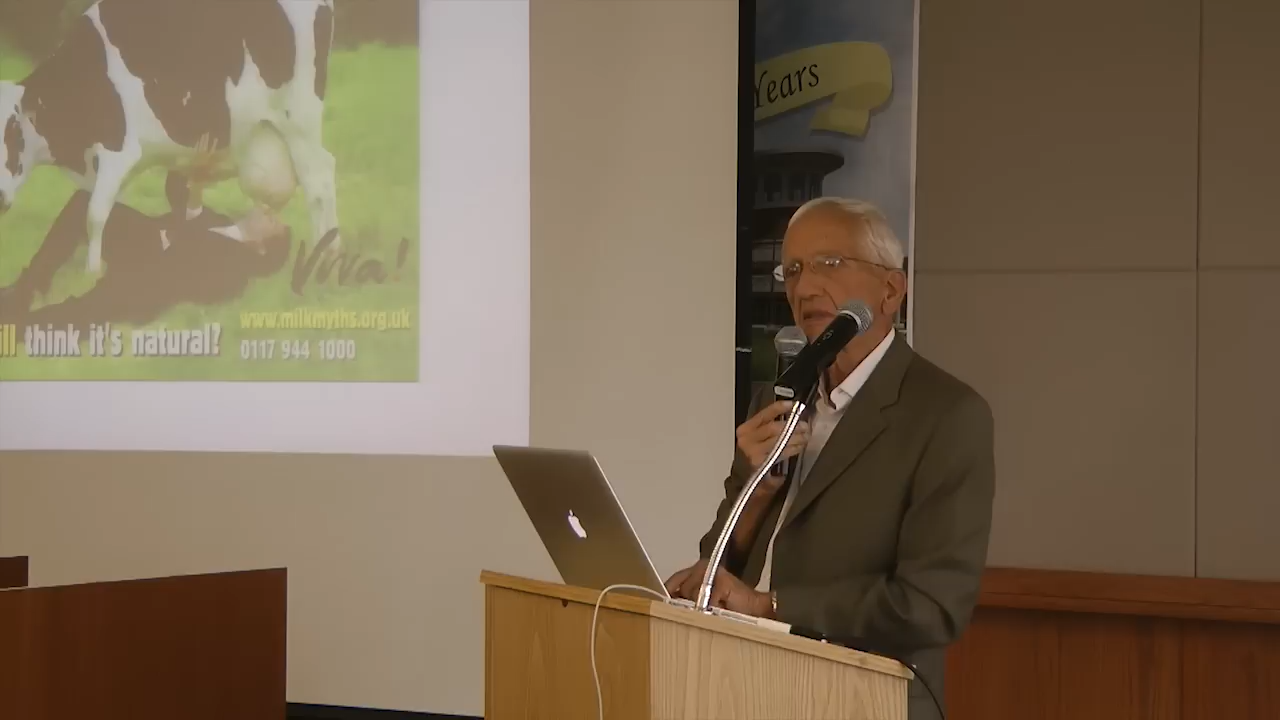 Years
Viva!
www.milkmyths.org.uk
think it's natural?
0117 944 1000